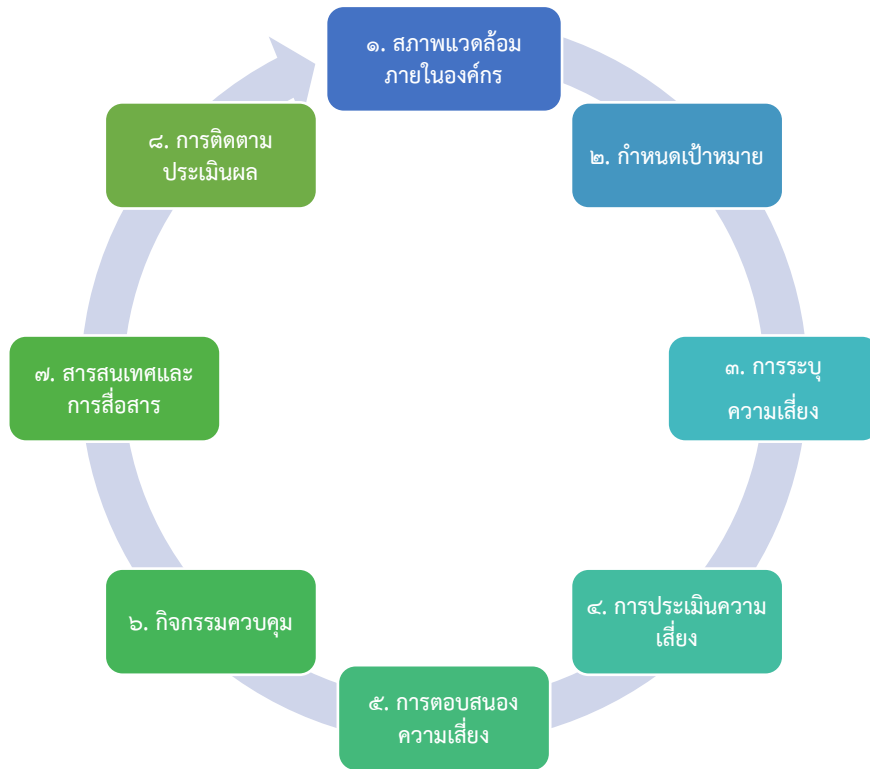 ๑. สภาพแวดล้อม
ภายในองค์กร
๒. กำหนดเป้าหมาย
๓. การระบุ
ความเสี่ยง
๔. การประเมินความ
เสี่ยง
๕. การตอบสนอง
ความเสี่ยง
๖. กิจกรรมควบคุม
๗. สารสนเทศและ
การสื่อสาร
๘. การติดตาม
ประเมินผล